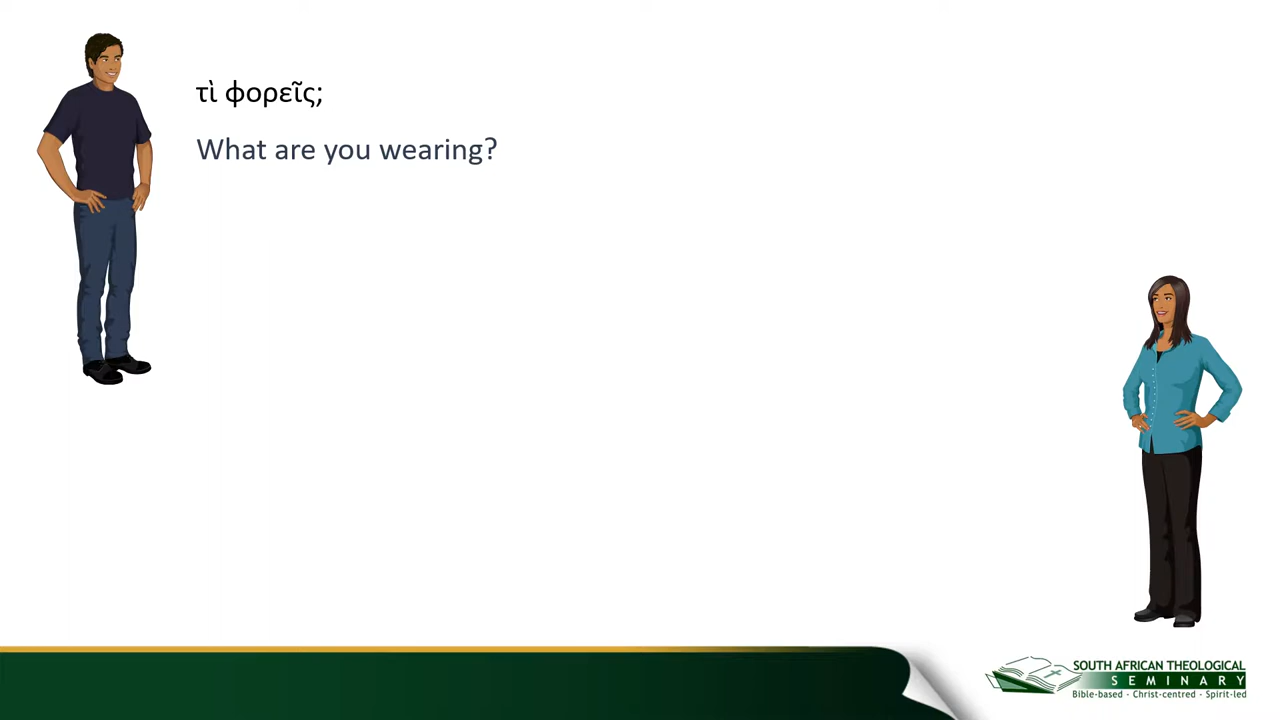 τὶ φορεῖς;
What are you wearing?
SOUTH AFRICAN THEOLOGICAL
SEMINARY
Bible-based - Christ-centred - Spirit-led